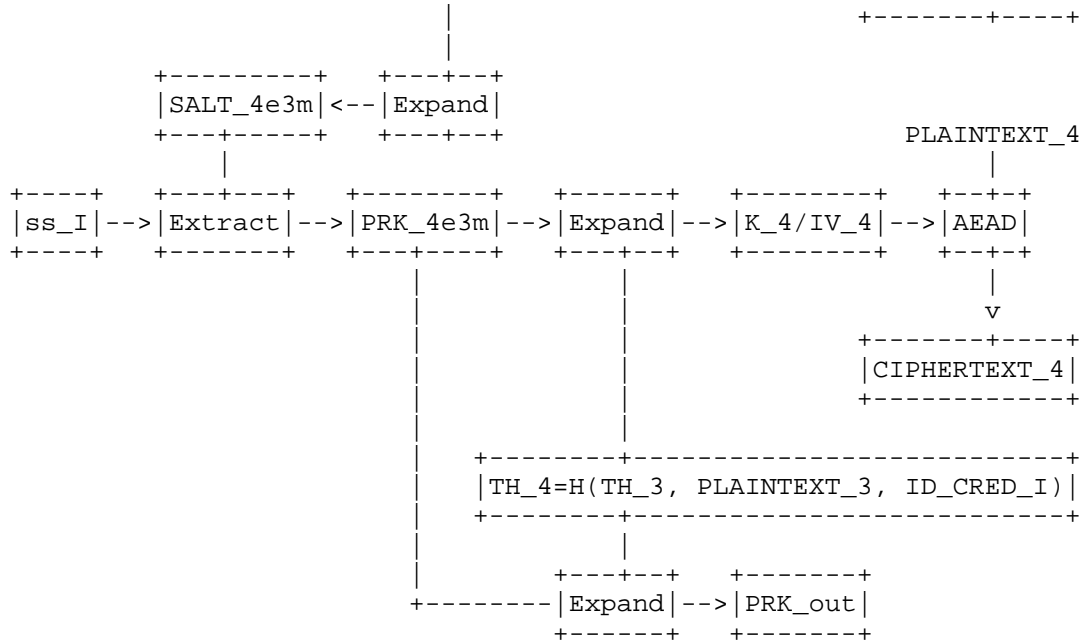 |                           +-------+----+
                           |
         +---------+   +---+--+
         |SALT_4e3m|<--|Expand|
         +---+-----+   +---+--+                           PLAINTEXT_4
             |                                                 |
+----+   +---+---+   +--------+   +------+   +--------+   +--+-+
|ss_I|-->|Extract|-->|PRK_4e3m|-->|Expand|-->|K_4/IV_4|-->|AEAD|
+----+   +-------+   +---+----+   +---+--+   +--------+   +--+-+
                         |            |                      |
                         |            |                      v
                         |            |              +-------+----+
                         |            |              |CIPHERTEXT_4|
                         |            |              +------------+
                         |            |
                         |   +--------+---------------------------+
                         |   |TH_4=H(TH_3, PLAINTEXT_3, ID_CRED_I)|
                         |   +--------+---------------------------+
                         |            |
                         |        +---+--+   +-------+
                         +--------|Expand|-->|PRK_out|
                                  +------+   +-------+